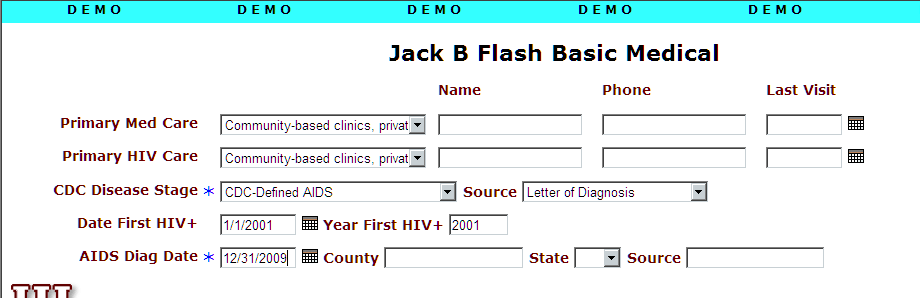 DEMO DEMO DEMO DEMO DEMO
Jack B Flash Basic Medical
Name Phone Last Visit
Primary Med Care Community-based clinics, privat
Primary HIV Care Community-based clinics, privat
CDC Disease Stage * CDC-Defined AIDS Source Letter of Diagnosis
Date First HIV+ 1/1/2001 Year First HIV+ 2001
AIDS Diag Date * 12/31/2009 County State Source